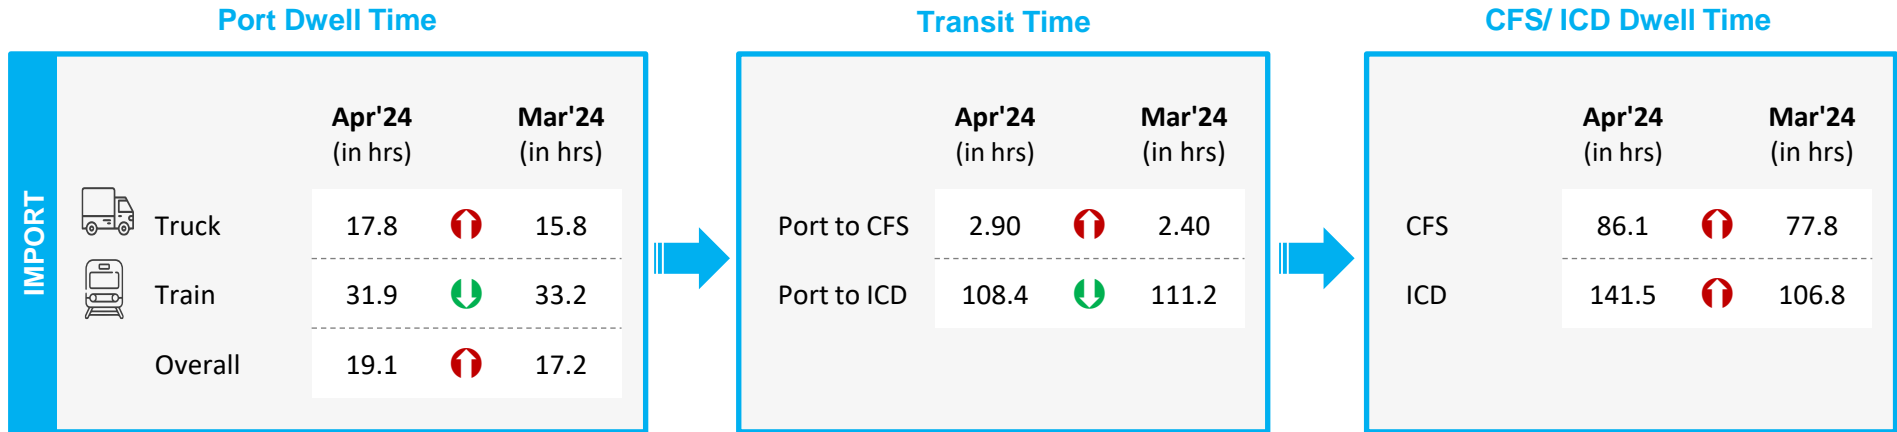 Port Dwell Time
Transit Time
CFS/ ICD Dwell Time
IMPORT
Apr'24 Mar'24
(in hrs) (in hrs)
Truck 17.8 15.8
Train 31.9 33.2
Overall 19.1 17.2
Apr'24 Mar'24
(in hrs) (in hrs)
Port to CFS 2.90 2.40
Port to ICD 108.4 111.2
Apr'24 Mar'24
(in hrs) (in hrs)
CFS 86.1 77.8
ICD 141.5 106.8